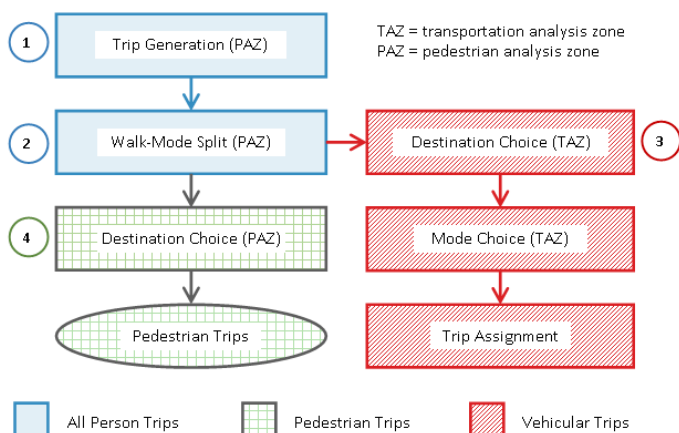 1
Trip Generation (PAZ)
TAZ = transportation analysis zone
PAZ = pedestrian analysis zone
2
Walk-Mode Split (PAZ)
Destination Choice (TAZ)
3
4
Destination Choice (PAZ)
Mode Choice (TAZ)
Pedestrian Trips
Trip Assignment
All Person Trips
Pedestrian Trips
Vehicular Trips